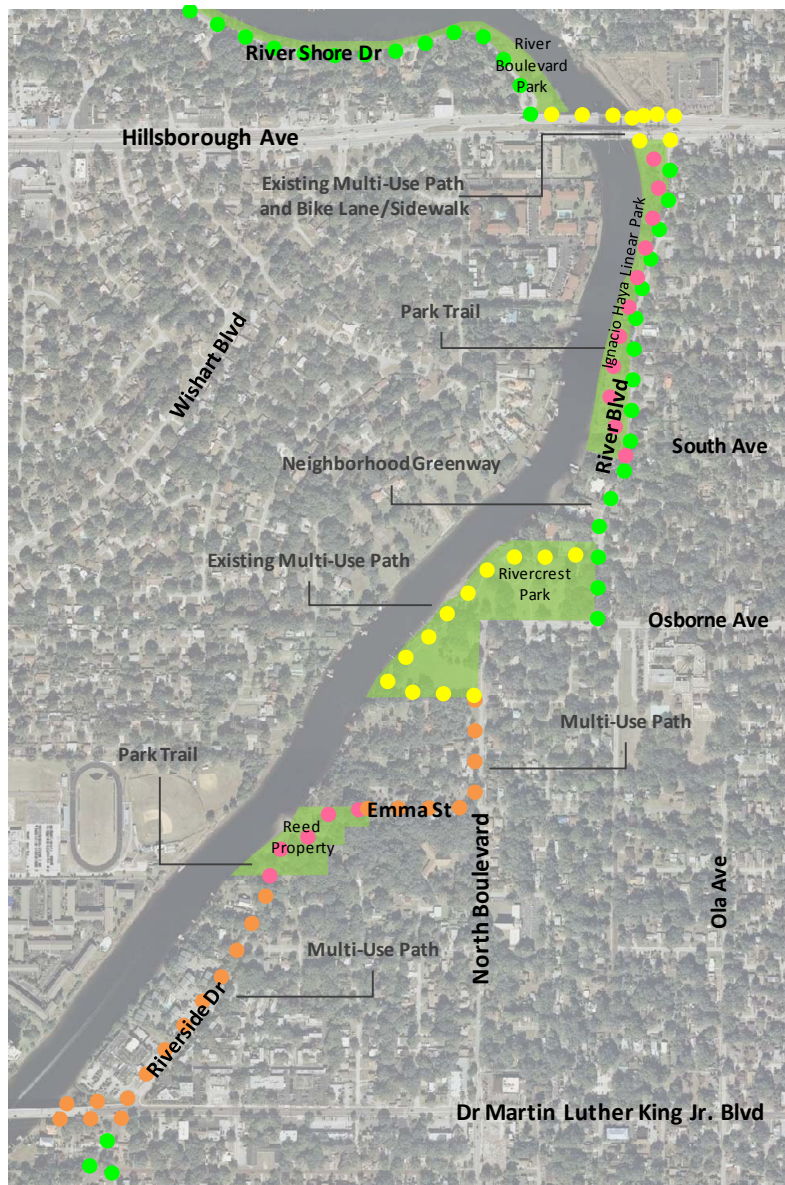 River Shore Dr
River
Boulevard
Park
Hillsborough Ave
Existing Multi-Use Path
and Bike Lane/Sidewalk
Ignacio Haya Linear Park
Park Trail
Wishart Blvd
River Blvd
South Ave
Neighborhood Greenway
Existing Multi-Use Path
Rivercrest
Park
Osborne Ave
Multi-Use Path
Park Trail
Emma St
Reed
Property
North Boulevard
Ola Ave
Multi-Use Path
Riverside Dr
Dr Martin Luther King Jr. Blvd